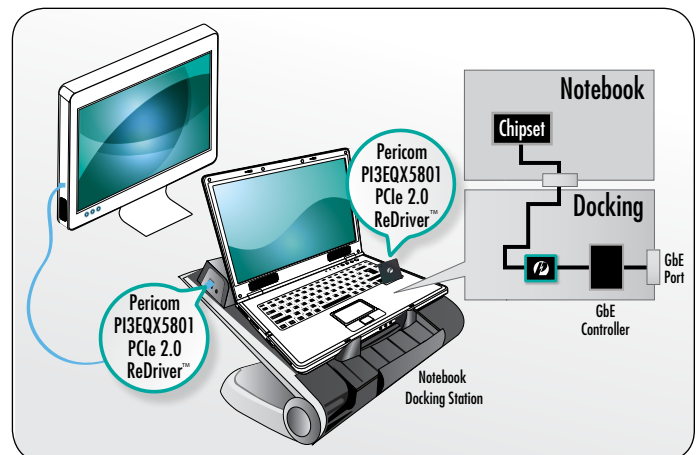 Pericom
PI3EQX5801
PCIe 2.0
ReDriver™
Pericom
PI3EQX5801
PCIe 2.0
ReDriver™
Notebook
Docking Station
Notebook
Chipset
Docking
GbE
Port
GbE
Controller